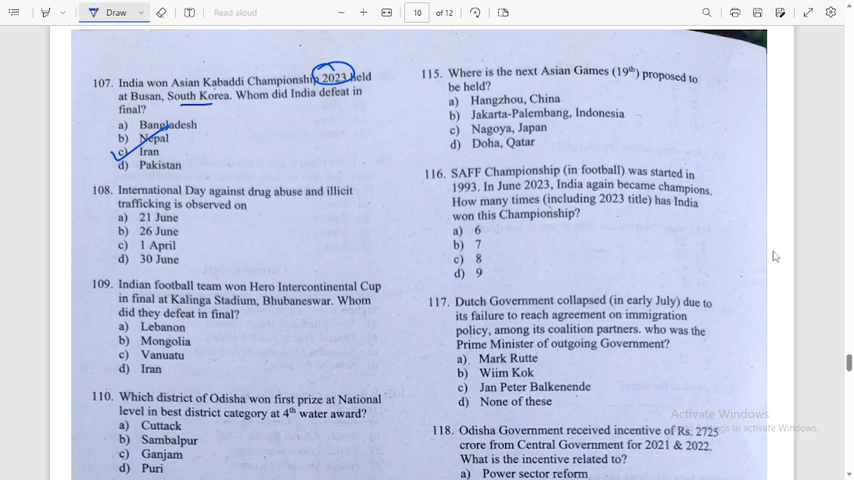 Draw
Read aloud
10
of 12
107. India won Asian Kabaddi Championship 2023 held
at Busan, South Korea. Whom did India defeat in
final?
a) Bangladesh
b) Nepal
c) Iran
d) Pakistan
108. International Day against drug abuse and illicit
trafficking is observed on
a) 21 June
b) 26 June
c) 1 April
d) 30 June
109. Indian football team won Hero Intercontinental Cup
in final at Kalinga Stadium, Bhubaneswar. Whom
did they defeat in final?
a) Lebanon
b) Mongolia
c) Vanuatu
d) Iran
110. Which district of Odisha won first prize at National
level in best district category at 4th water award?
a) Cuttack
b) Sambalpur
c) Ganjam
d) Puri
115. Where is the next Asian Games (19th) proposed to
be held?
a) Hangzhou, China
b) Jakarta-Palembang, Indonesia
c) Nagoya, Japan
d) Doha, Qatar
116. SAFF Championship (in football) was started in
1993. In June 2023, India again became champions.
How many times (including 2023 title) has India
won this Championship?
a) 6
b) 7
c) 8
d) 9
117. Dutch Government collapsed (in early July) due to
its failure to reach agreement on immigration
policy, among its coalition partners. who was the
Prime Minister of outgoing Government?
a) Mark Rutte
b) Wiim Kok
c) Jan Peter Balkenende
d) None of these
118. Odisha Government received incentive of Rs. 2725
crore from Central Government for 2021 & 2022.
What is the incentive related to?
a) Power sector reform
Activate Windows
Settings to activate Windows.